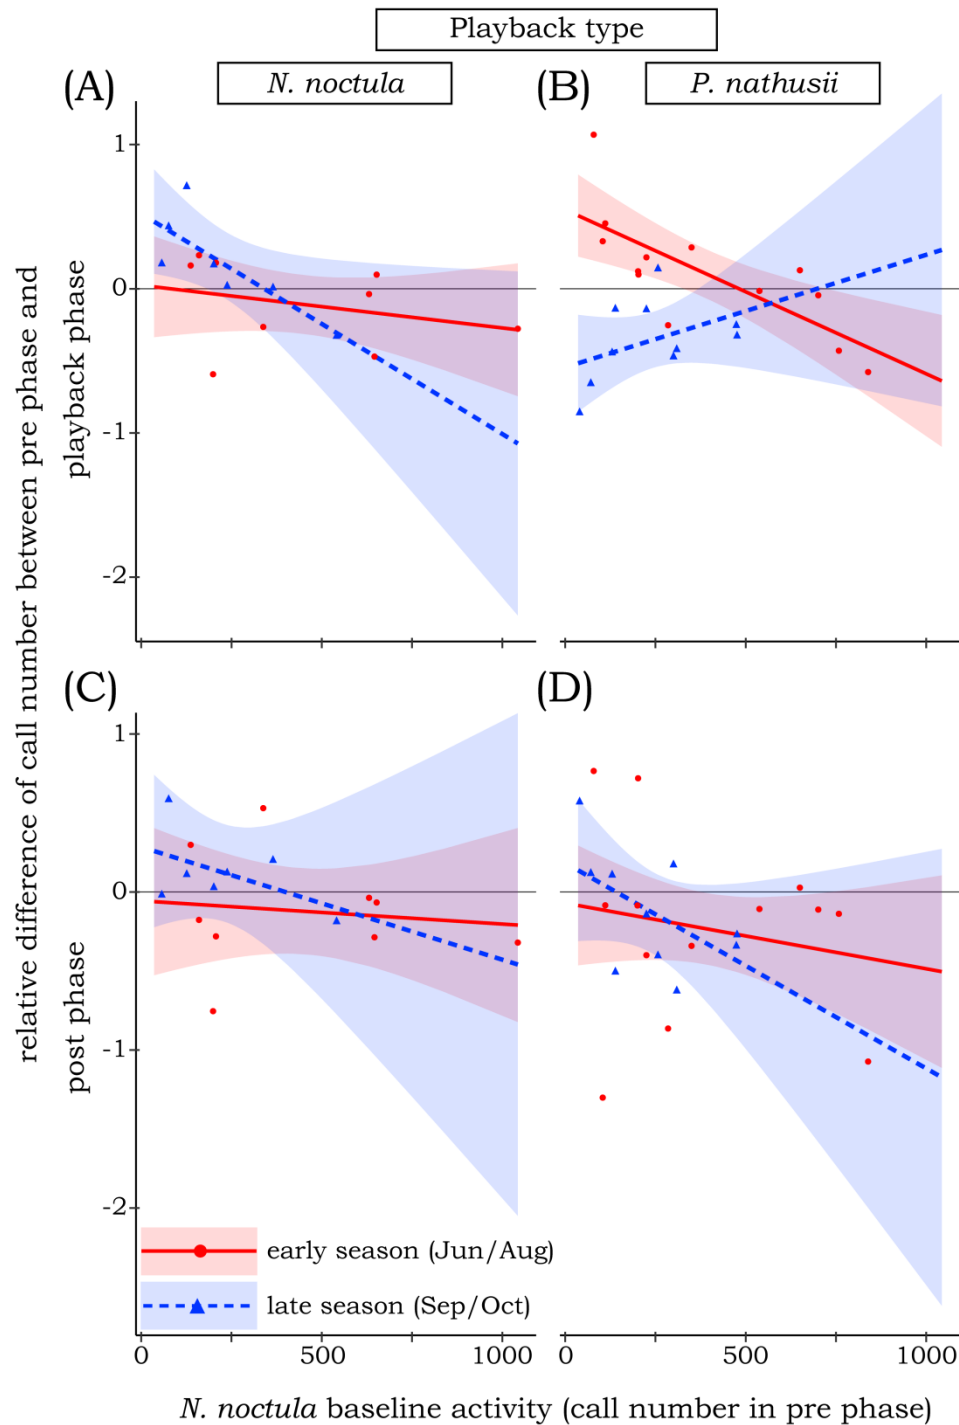 Playback type
(A)
N. noctula
(B)
P. nathusii
relative difference of call number between pre phase and
playback phase
post phase
1
0
-1
-2
(C)
(D)
1
0
-1
-2
early season (Jun/Aug)
late season (Sep/Oct)
0
500
1000
0
500
1000
N. noctula baseline activity (call number in pre phase)